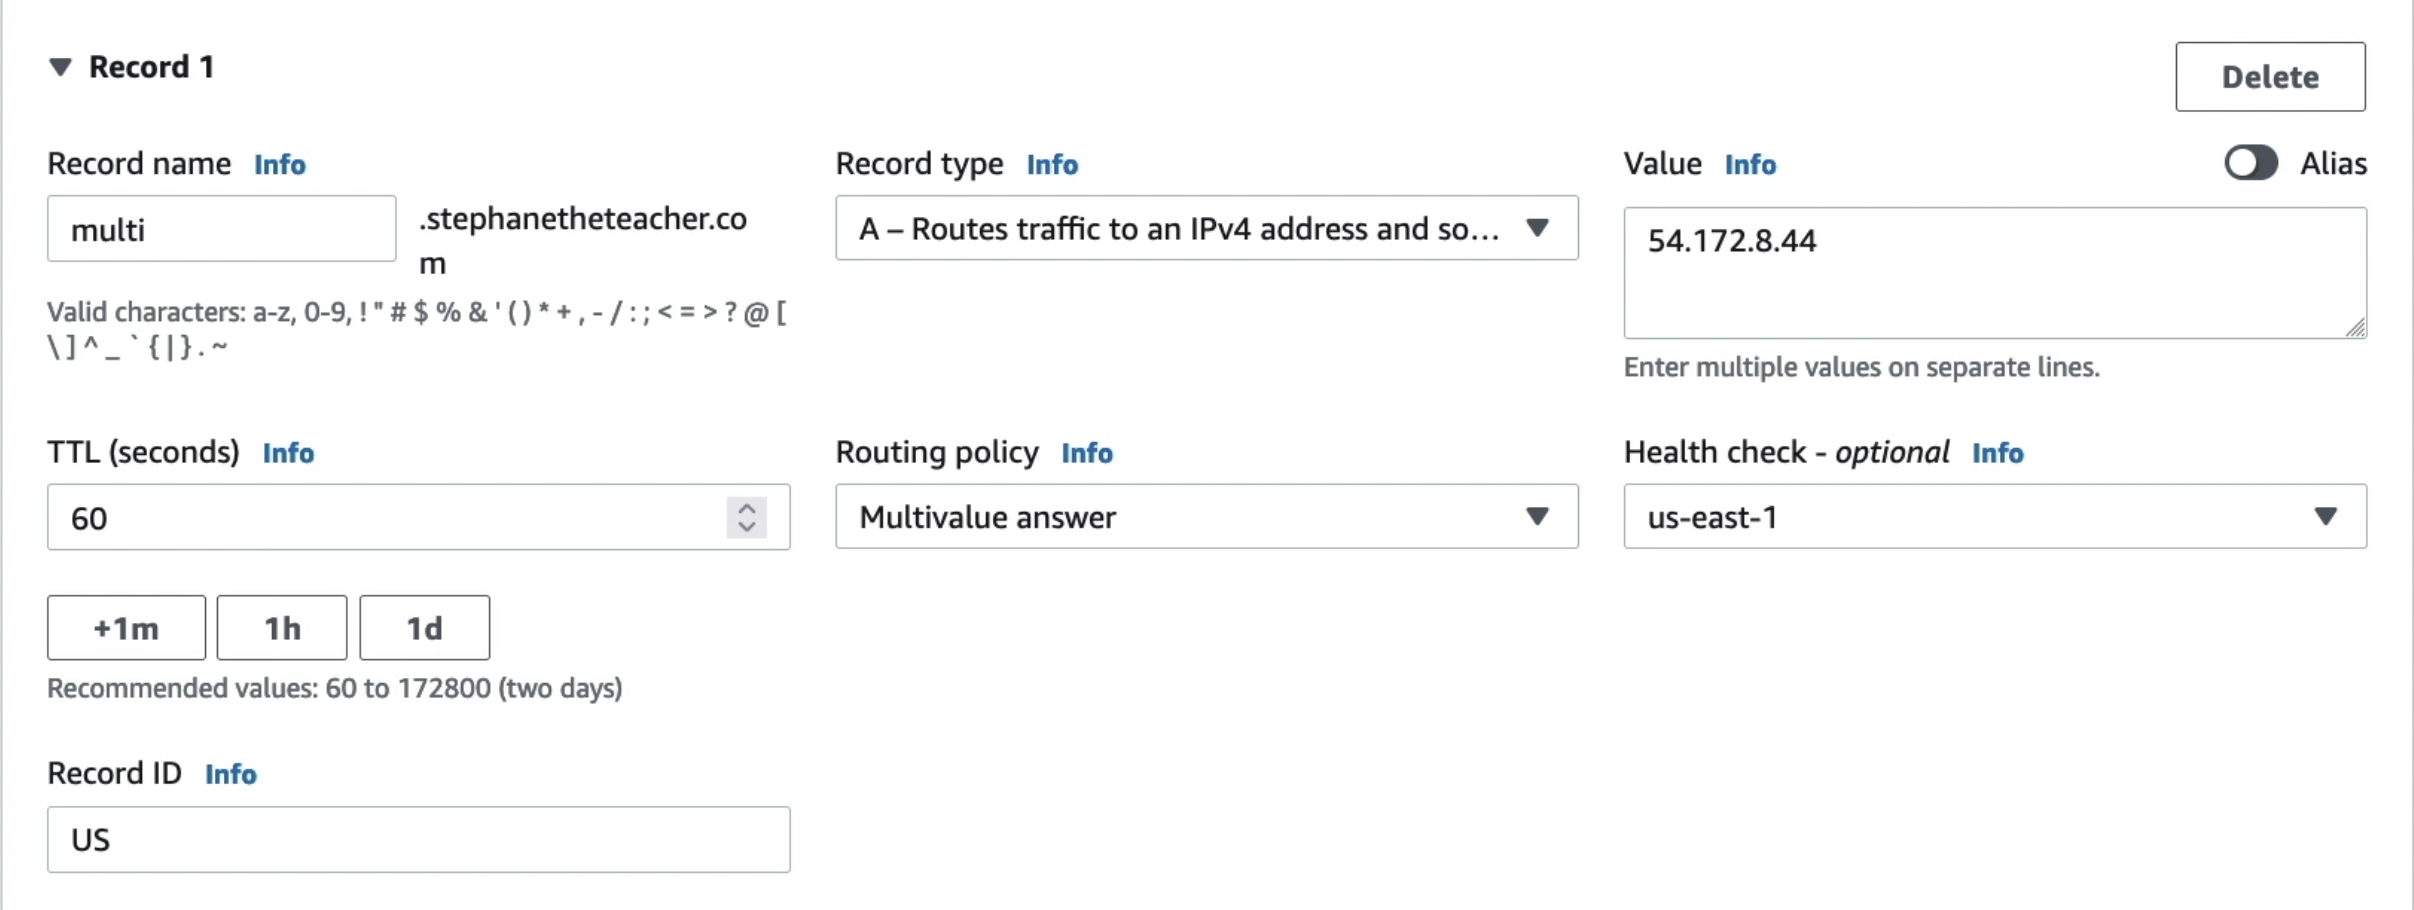 Record 1
Delete
Record name Info
multi
.stephanetheteacher.co
m
Valid characters: a-z, 0-9, ! " # $ % & ' ( ) * + , - / : ; < = > ? @ [
\ ] ^ _ ` { | } . ~
Record type Info
A – Routes traffic to an IPv4 address and so...
Value Info
Alias
54.172.8.44
Enter multiple values on separate lines.
TTL (seconds) Info
60
+1m 1h 1d
Recommended values: 60 to 172800 (two days)
Routing policy Info
Multivalue answer
Health check - optional Info
us-east-1
Record ID Info
US